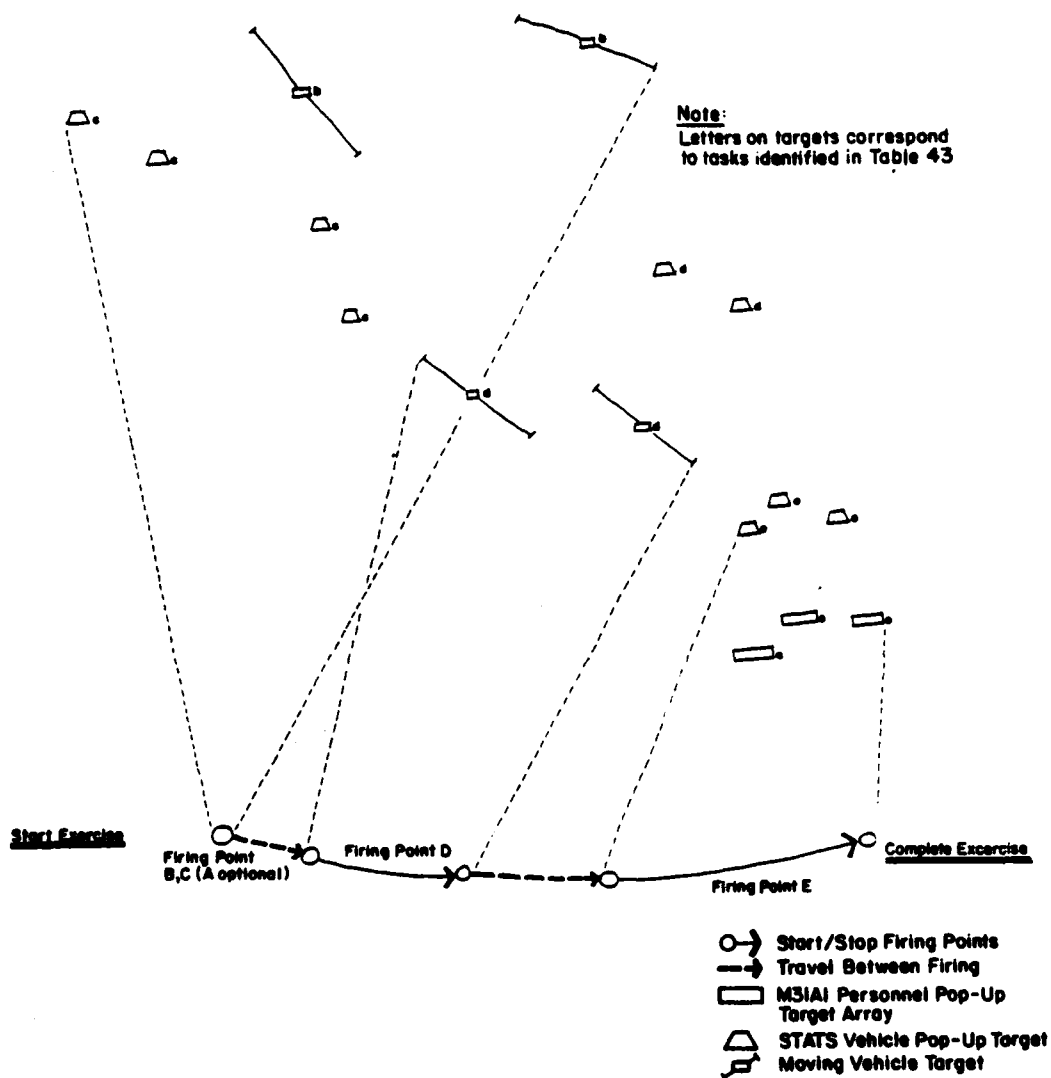 b
b
c
Note:
Letters on targets correspond
to tasks identified in Table 43
c
c
d
d
c
d
d
e
e
e
e
e
e
Start Exercise
Firing Point
B,C (A optional)
Firing Point D
Complete Excercise
Firing Point E
Start/Stop Firing Points
Travel Between Firing
M31A1 Personnel Pop-Up
Target Array
STATS Vehicle Pop-Up Target
Moving Vehicle Target